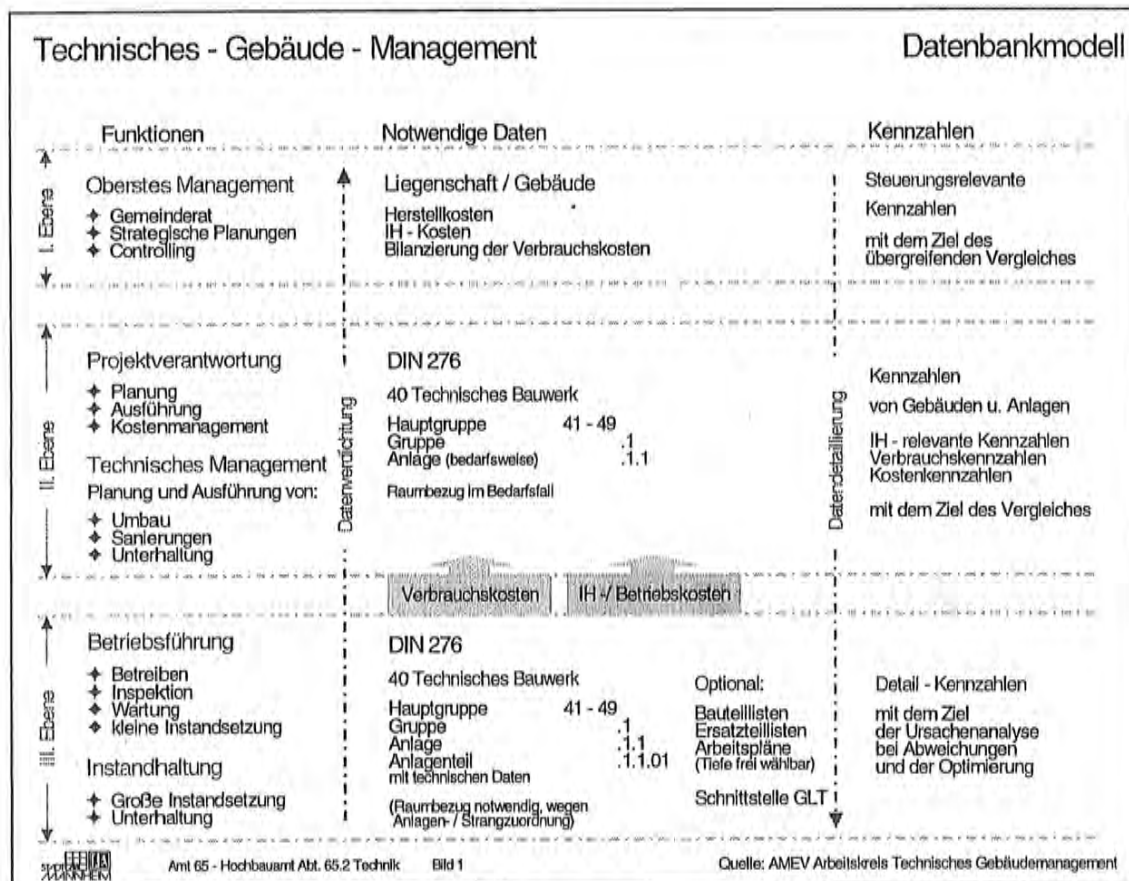 Technisches - Gebäude - Management
Datenbankmodell
Funktionen
Notwendige Daten
Kennzahlen
I. Ebene
Oberstes Management
✦ Gemeinderat
✦ Strategische Planungen
✦ Controlling
Datenverdichtung
Liegenschaft / Gebäude
Herstellkosten
IH - Kosten
Bilanzierung der Verbrauchskosten
Datendetaillierung
Steuerungsrelevante
Kennzahlen
mit dem Ziel des
übergreifenden Vergleiches
II. Ebene
Projektverantwortung
✦ Planung
✦ Ausführung
✦ Kostenmanagement
Technisches Management
Planung und Ausführung von:
✦ Umbau
✦ Sanierungen
✦ Unterhaltung
DIN 276
40 Technisches Bauwerk
Hauptgruppe 41 - 49
Gruppe .1
Anlage (bedarfsweise) .1.1
Raumbezug im Bedarfsfall
Kennzahlen
von Gebäuden u. Anlagen
IH - relevante Kennzahlen
Verbrauchskennzahlen
Kostenkennzahlen
mit dem Ziel des Vergleiches
Verbrauchskosten
IH -/ Betriebskosten
III. Ebene
Betriebsführung
✦ Betreiben
✦ Inspektion
✦ Wartung
✦ kleine Instandsetzung
Instandhaltung
✦ Große Instandsetzung
✦ Unterhaltung
DIN 276
40 Technisches Bauwerk
Hauptgruppe 41 - 49
Gruppe .1
Anlage .1.1
Anlagenteil .1.1.01
mit technischen Daten
(Raumbezug notwendig, wegen
Anlagen- / Strangzuordnung)
Optional:
Bauteillisten
Ersatzteillisten
Arbeitspläne
(Tiefe frei wählbar)
Schnittstelle GLT
Detail - Kennzahlen
mit dem Ziel
der Ursachenanalyse
bei Abweichungen
und der Optimierung
MANNHEIM
Amt 65 - Hochbauamt Abt. 65.2 Technik Bild 1
Quelle: AMEV Arbeitskreis Technisches Gebäudemanagement